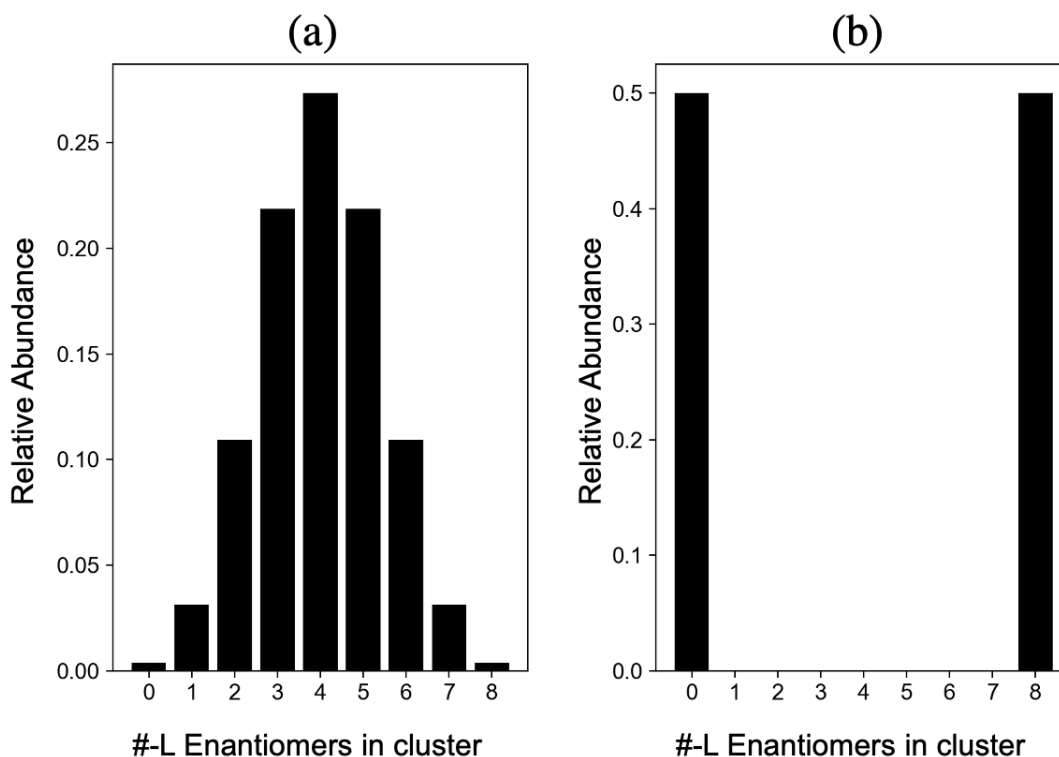 (a)
Relative Abundance
0.25
0.20
0.15
0.10
0.05
0.00
0 1 2 3 4 5 6 7 8
#-L Enantiomers in cluster
(b)
Relative Abundance
0.5
0.4
0.3
0.2
0.1
0.0
0 1 2 3 4 5 6 7 8
#-L Enantiomers in cluster